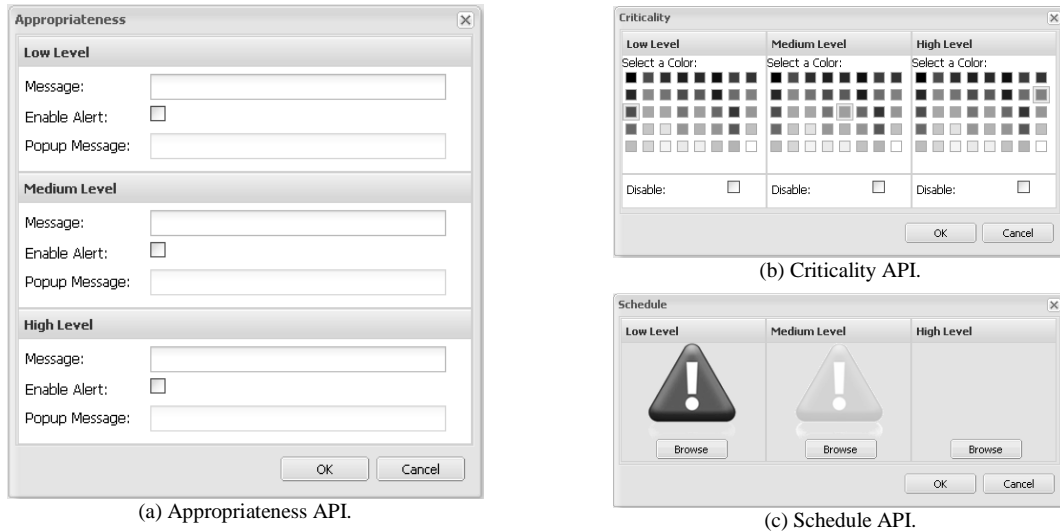 Appropriateness
Low Level
Message:
Enable Alert:
Popup Message:
Medium Level
Message:
Enable Alert:
Popup Message:
High Level
Message:
Enable Alert:
Popup Message:
OK Cancel
(a) Appropriateness API.
Criticality
Low Level Medium Level High Level
Select a Color: Select a Color: Select a Color:
Disable: Disable: Disable:
OK Cancel
(b) Criticality API.
Schedule
Low Level Medium Level High Level
Browse Browse Browse
OK Cancel
(c) Schedule API.